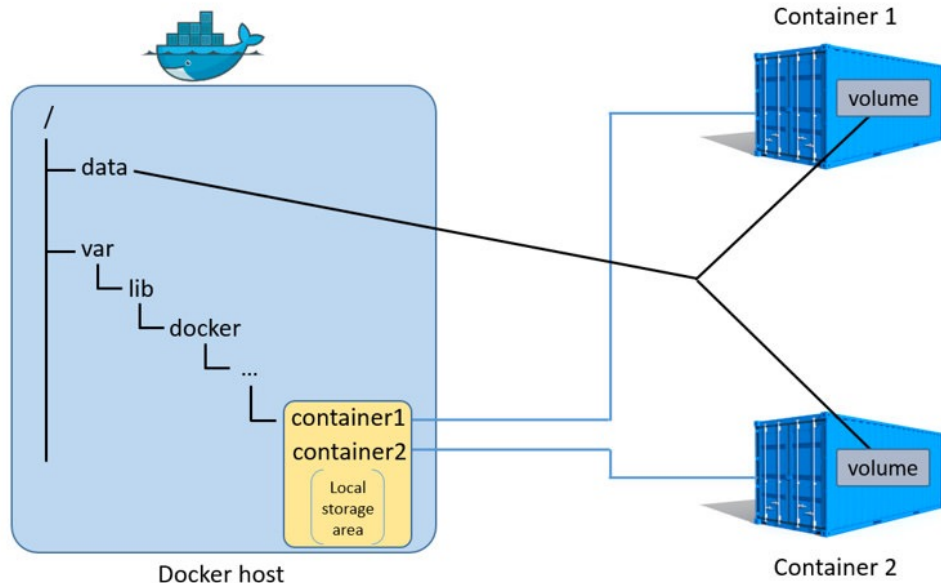 Container 1
volume
/
data
var
lib
docker
...
container1
container2
Local
storage
area
Docker host
volume
Container 2